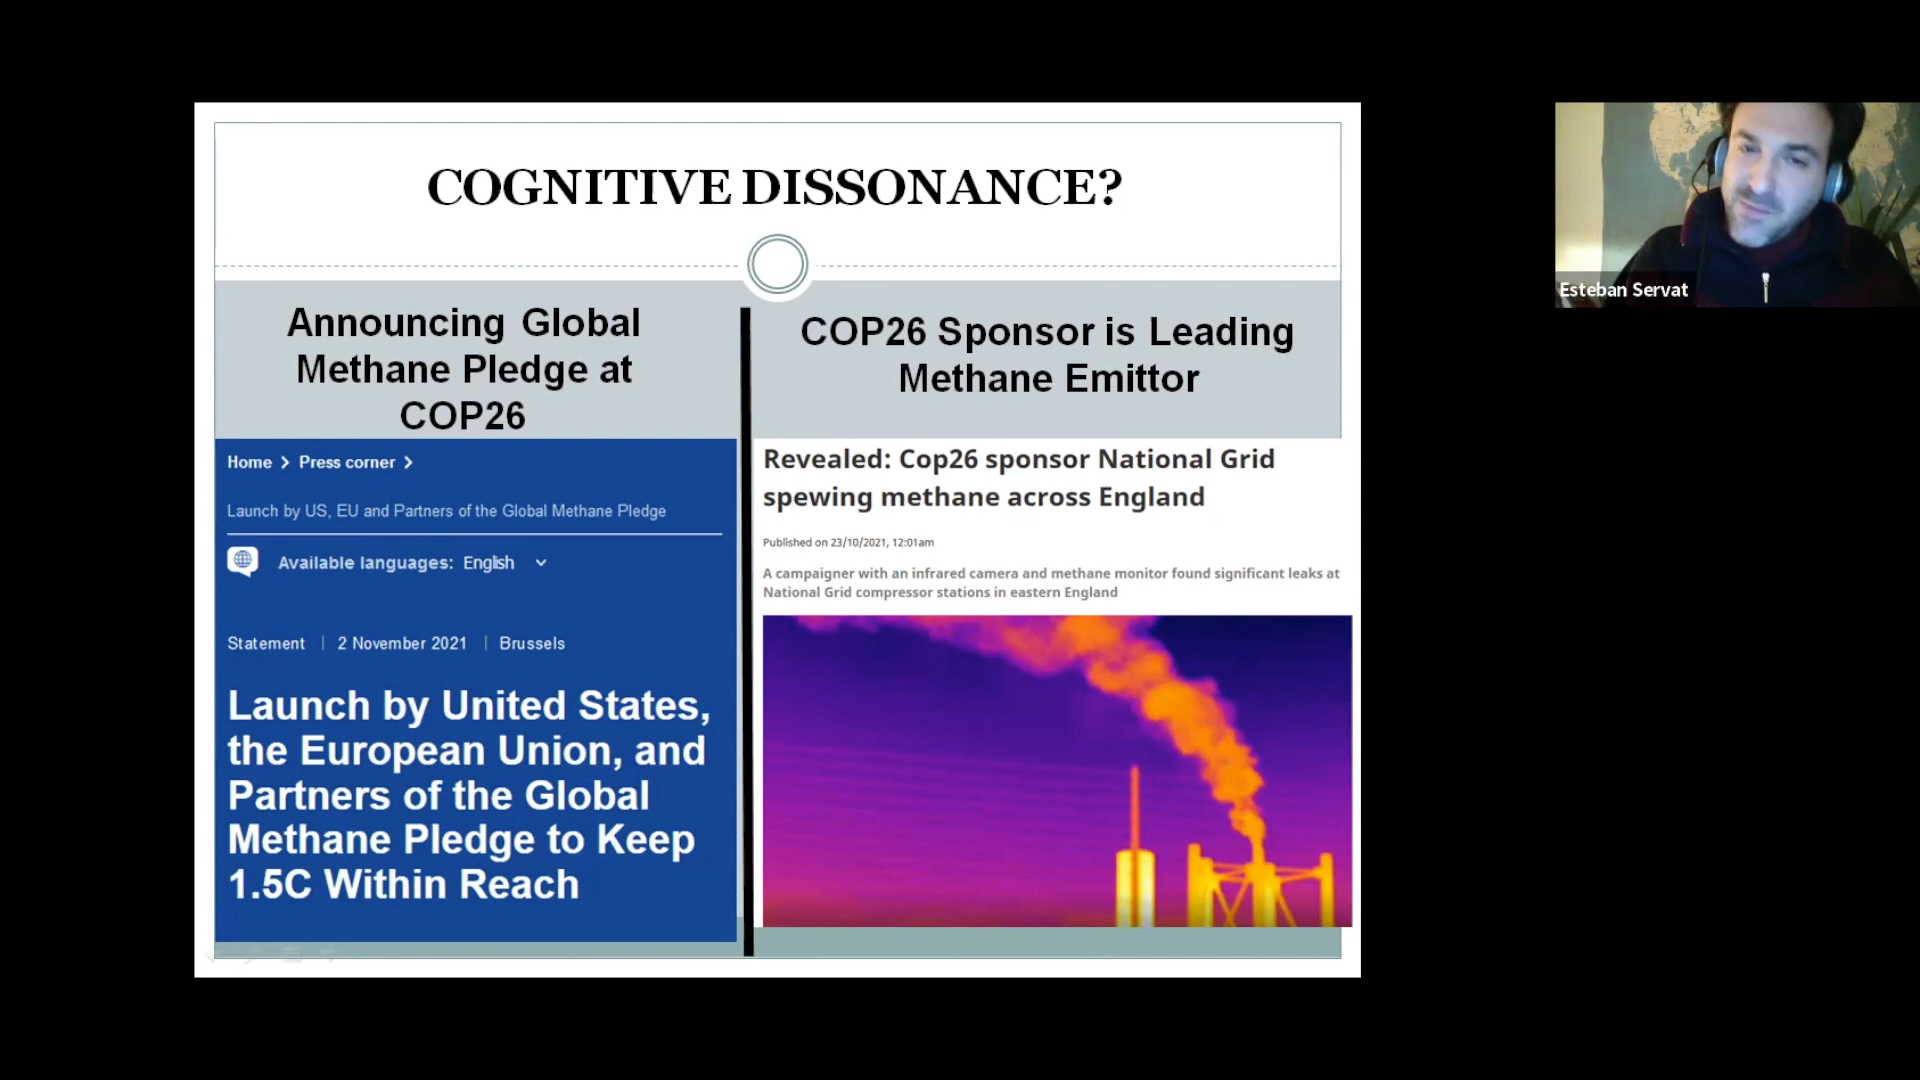 COGNITIVE DISSONANCE?
Announcing Global
Methane Pledge at
COP26
Home > Press corner >
Launch by US, EU and Partners of the Global Methane Pledge
Available languages: English
Statement | 2 November 2021 | Brussels
Launch by United States,
the European Union, and
Partners of the Global
Methane Pledge to Keep
1.5C Within Reach
COP26 Sponsor is Leading
Methane Emittor
Revealed: Cop26 sponsor National Grid
spewing methane across England
Published on 23/10/2021, 12:01am
A campaigner with an infrared camera and methane monitor found significant leaks at
National Grid compressor stations in eastern England
Esteban Servat